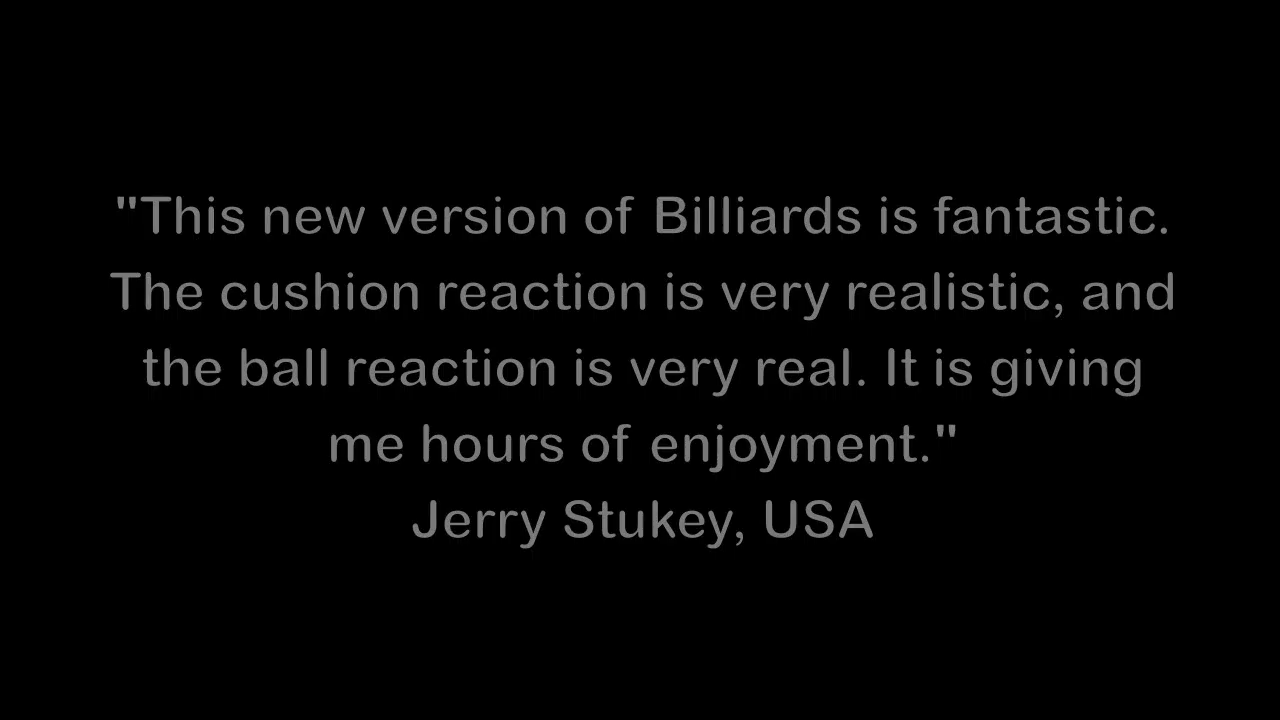 "This new version of Billiards is fantastic.
The cushion reaction is very realistic, and
the ball reaction is very real. It is giving
me hours of enjoyment."
Jerry Stukey, USA